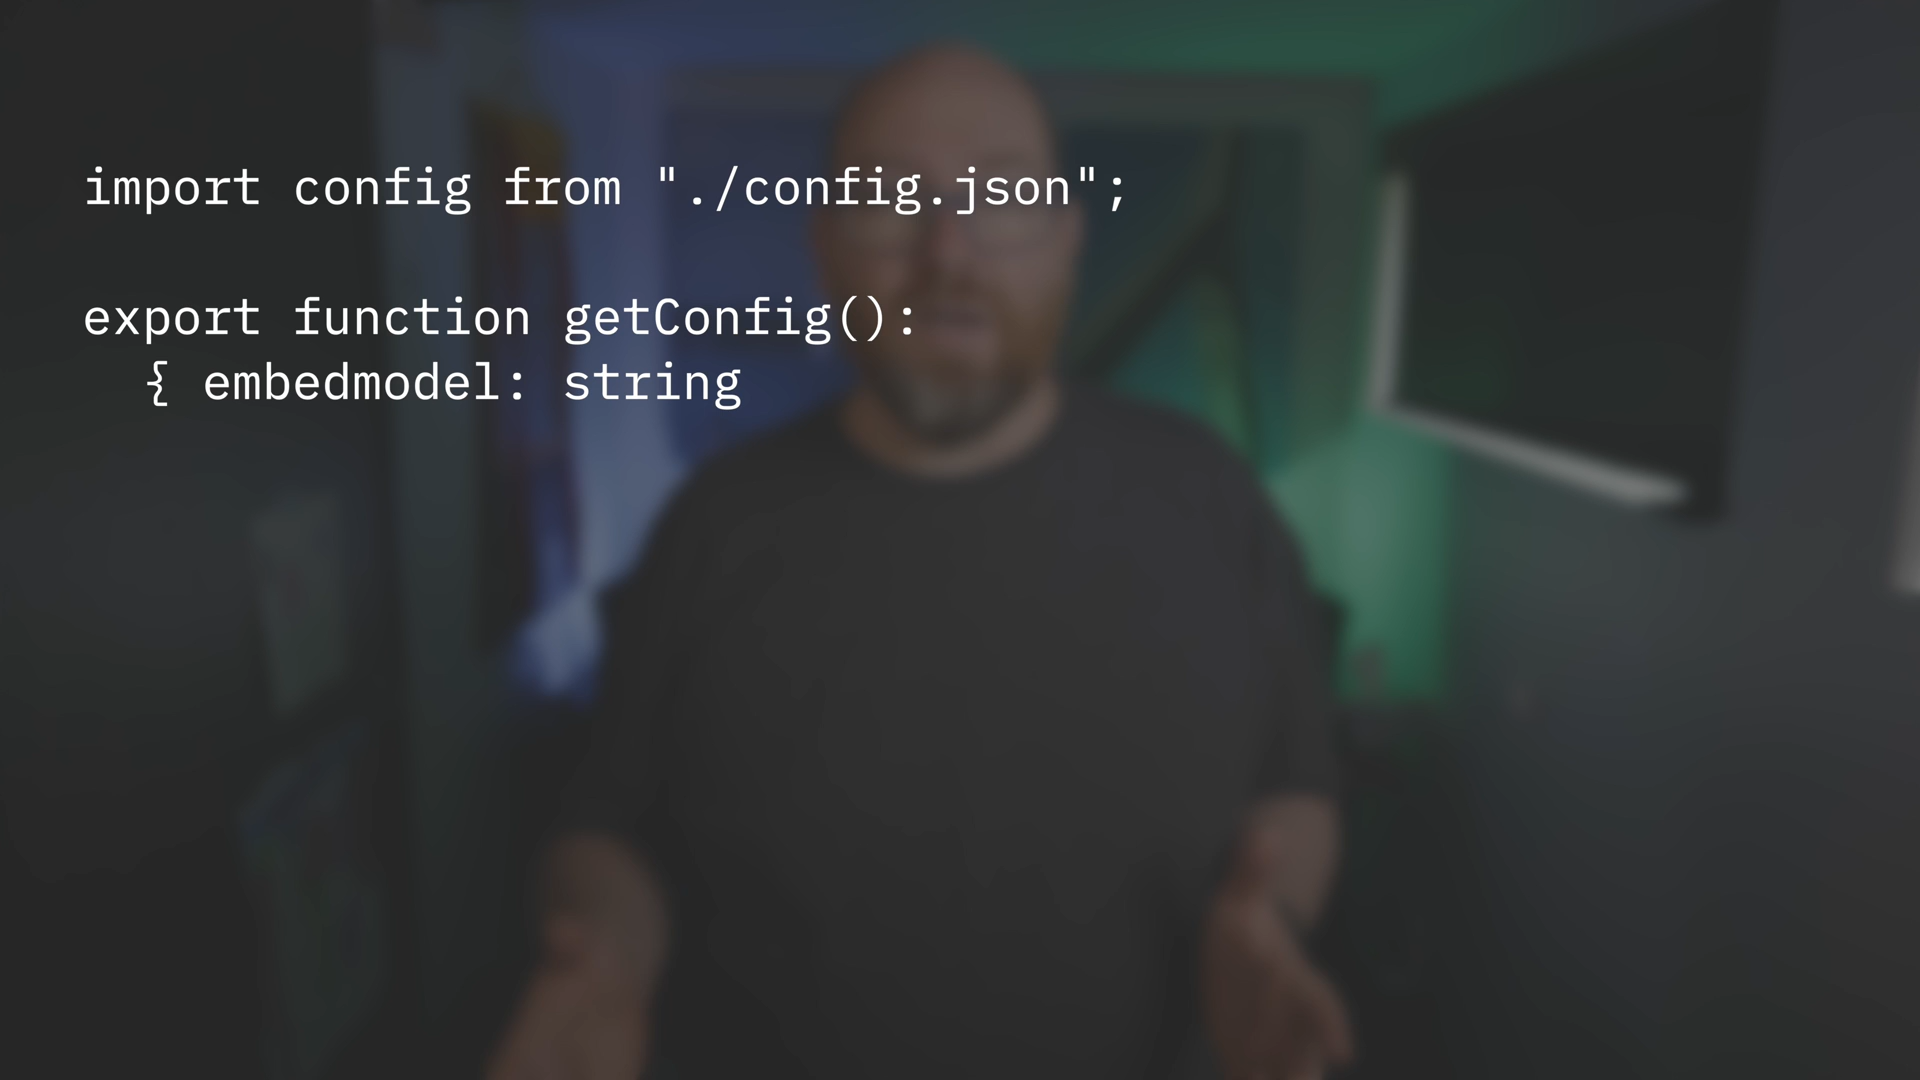 import config from "./config.json";
export function getConfig():
{ embedmodel: string